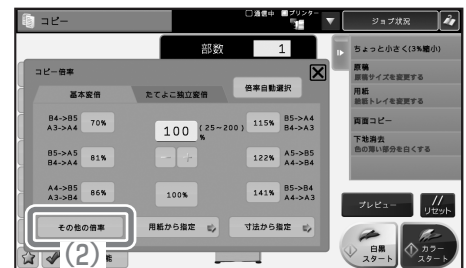 コピー
通信中 プリンター
ジョブ状況
部数 1
コピー倍率
基本変倍
たてよこ独立変倍
倍率自動選択
B4->B5
A3->A4
70%
100 (25~200)
%
115%
B5->A4
B4->A3
B5->A5
B4->A4
81%
122%
A5->B5
A4->B4
A4->B5
A3->B4
86%
100%
141%
B5->B4
A4->A3
その他の倍率
用紙から指定
寸法から指定
(2)
能
ちょっと小さく(3%縮小)
原稿
原稿サイズを変更する
用紙
給紙トレイを変更する
両面コピー
下地消去
色の薄い部分を白くする
プレビュー
リセット
白黒
スタート
カラー
スタート